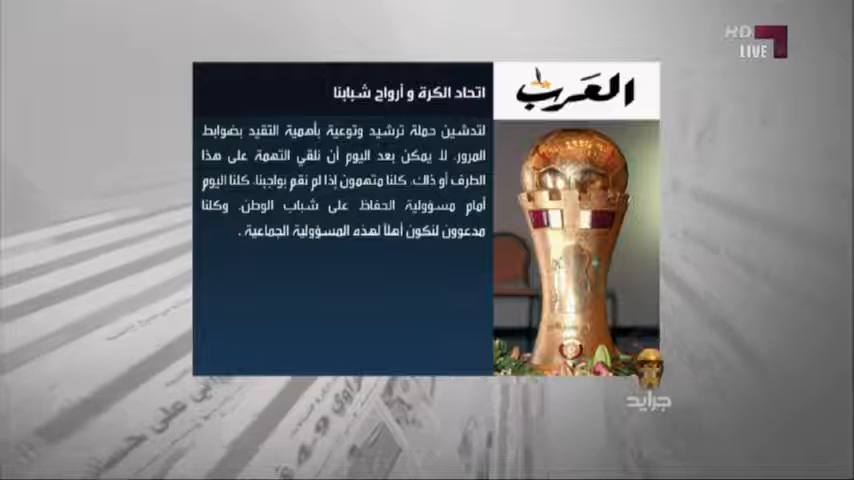 HD
LIVE
العرب
اتحاد الكرة و أرواح شبابنا
لتدشين حملة ترشيد وتوعية بأهمية التقيد بضوابط
المرور. لا يمكن بعد اليوم أن نلقي التهمة على هذا
الطرف أو ذاك. كلنا متهمون إذا لم نقم بواجبنا. كلنا اليوم
أمام مسؤولية الحفاظ على شباب الوطن. وكلنا
مدعوون لنكون أهلاً لهذه المسؤولية الجماعية .
جرايد